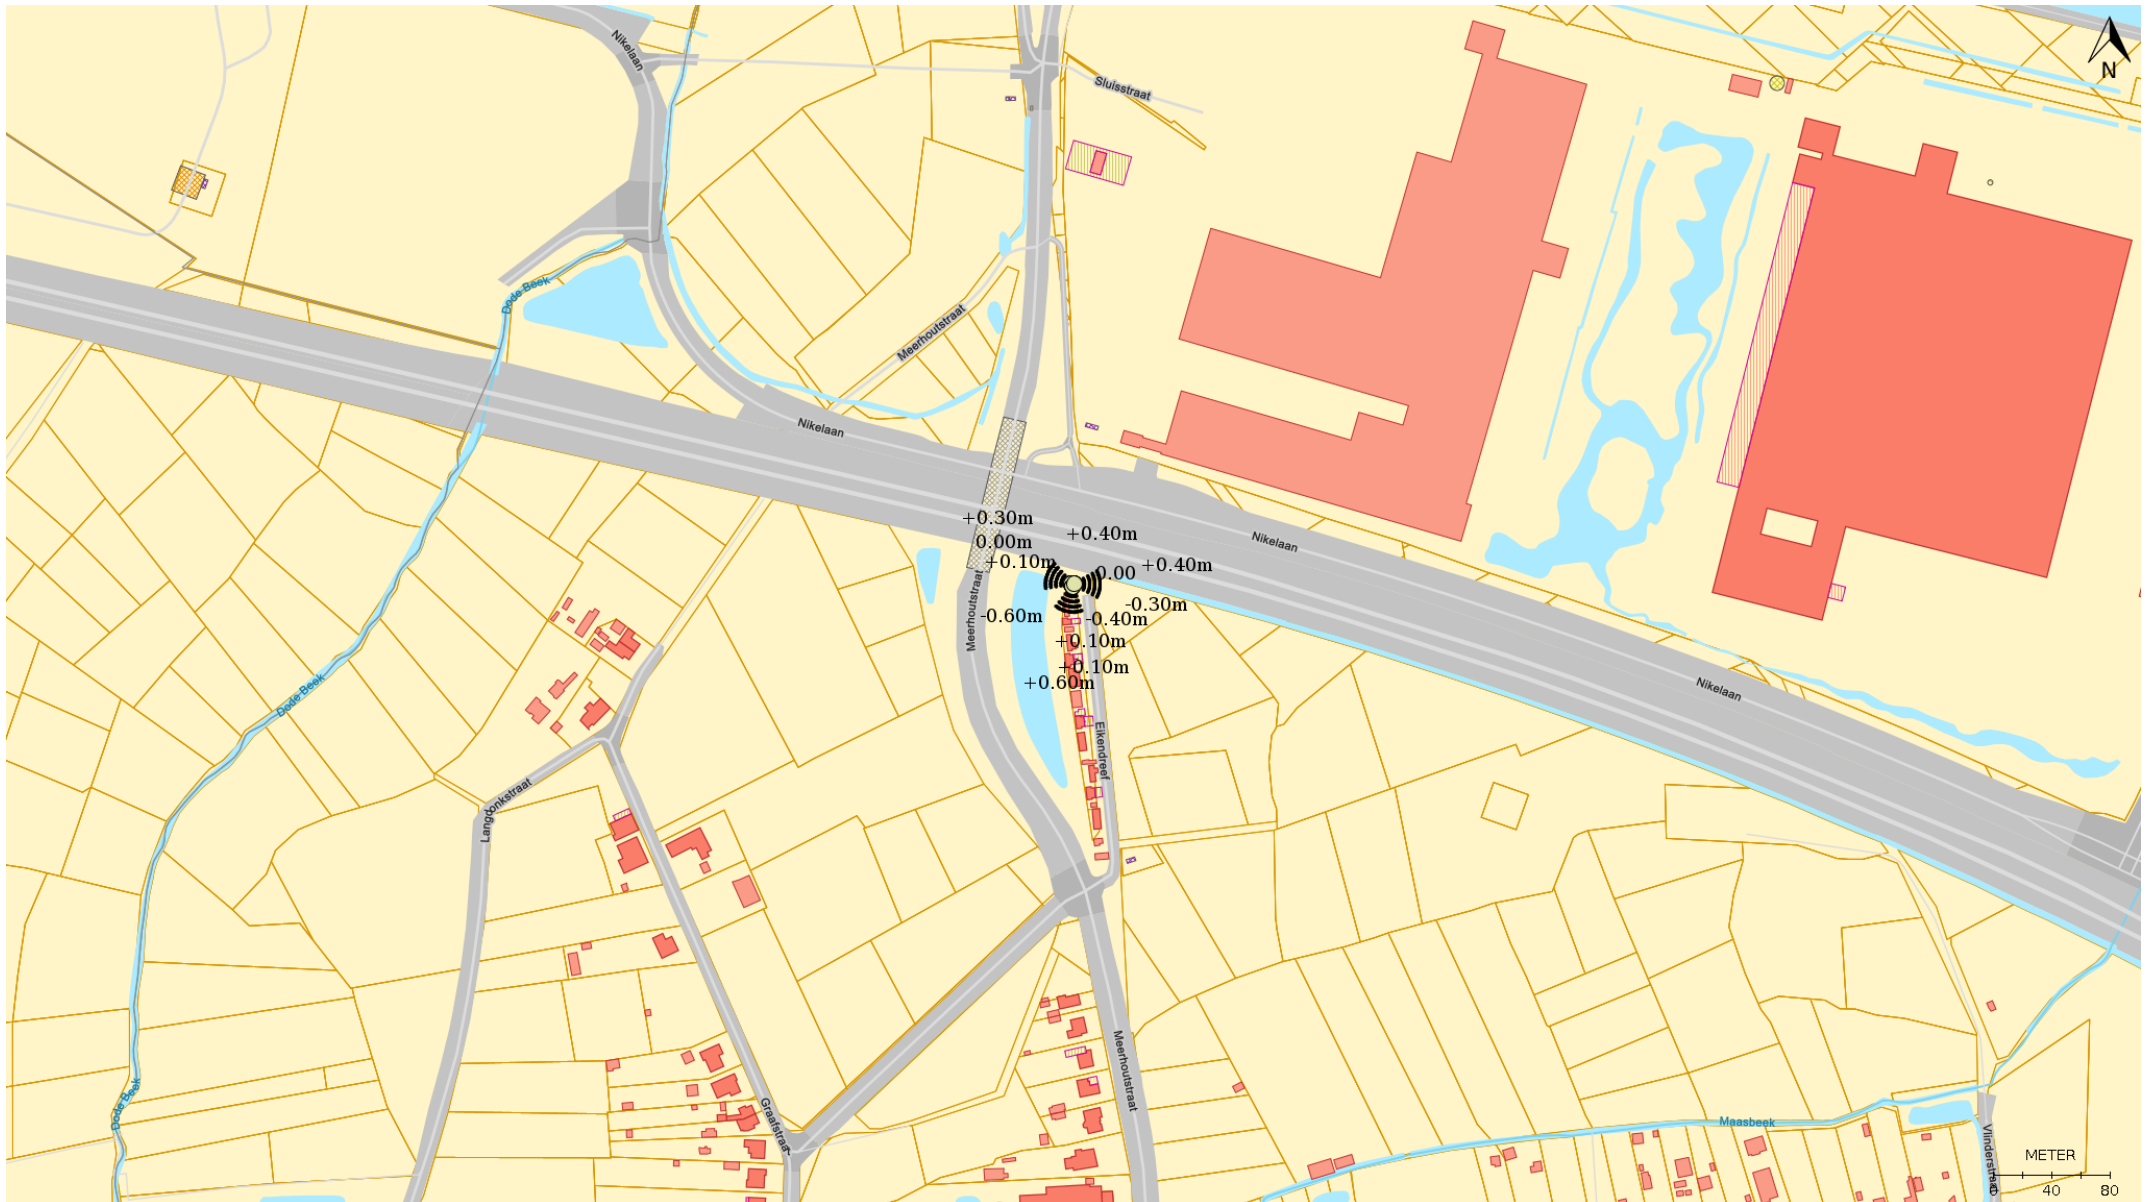 Nikelaan
Sluisstraat
N
Dode Beek
Meerhoutstraat
Nikelaan
+0.30m
+0.40m
0.00m
Nikelaan
+0.10m
0.00
+0.40m
-0.30m
-0.60m
-0.40m
Meerhoutstraat
+0.10m
+0.10m
+0.60m
Dode Beek
Nikelaan
Eikendreef
Langdonkstraat
Meerhoutstraat
Dode Beek
Graafstraat
Maasbeek
Vlinderstraat
METER
0 40 80